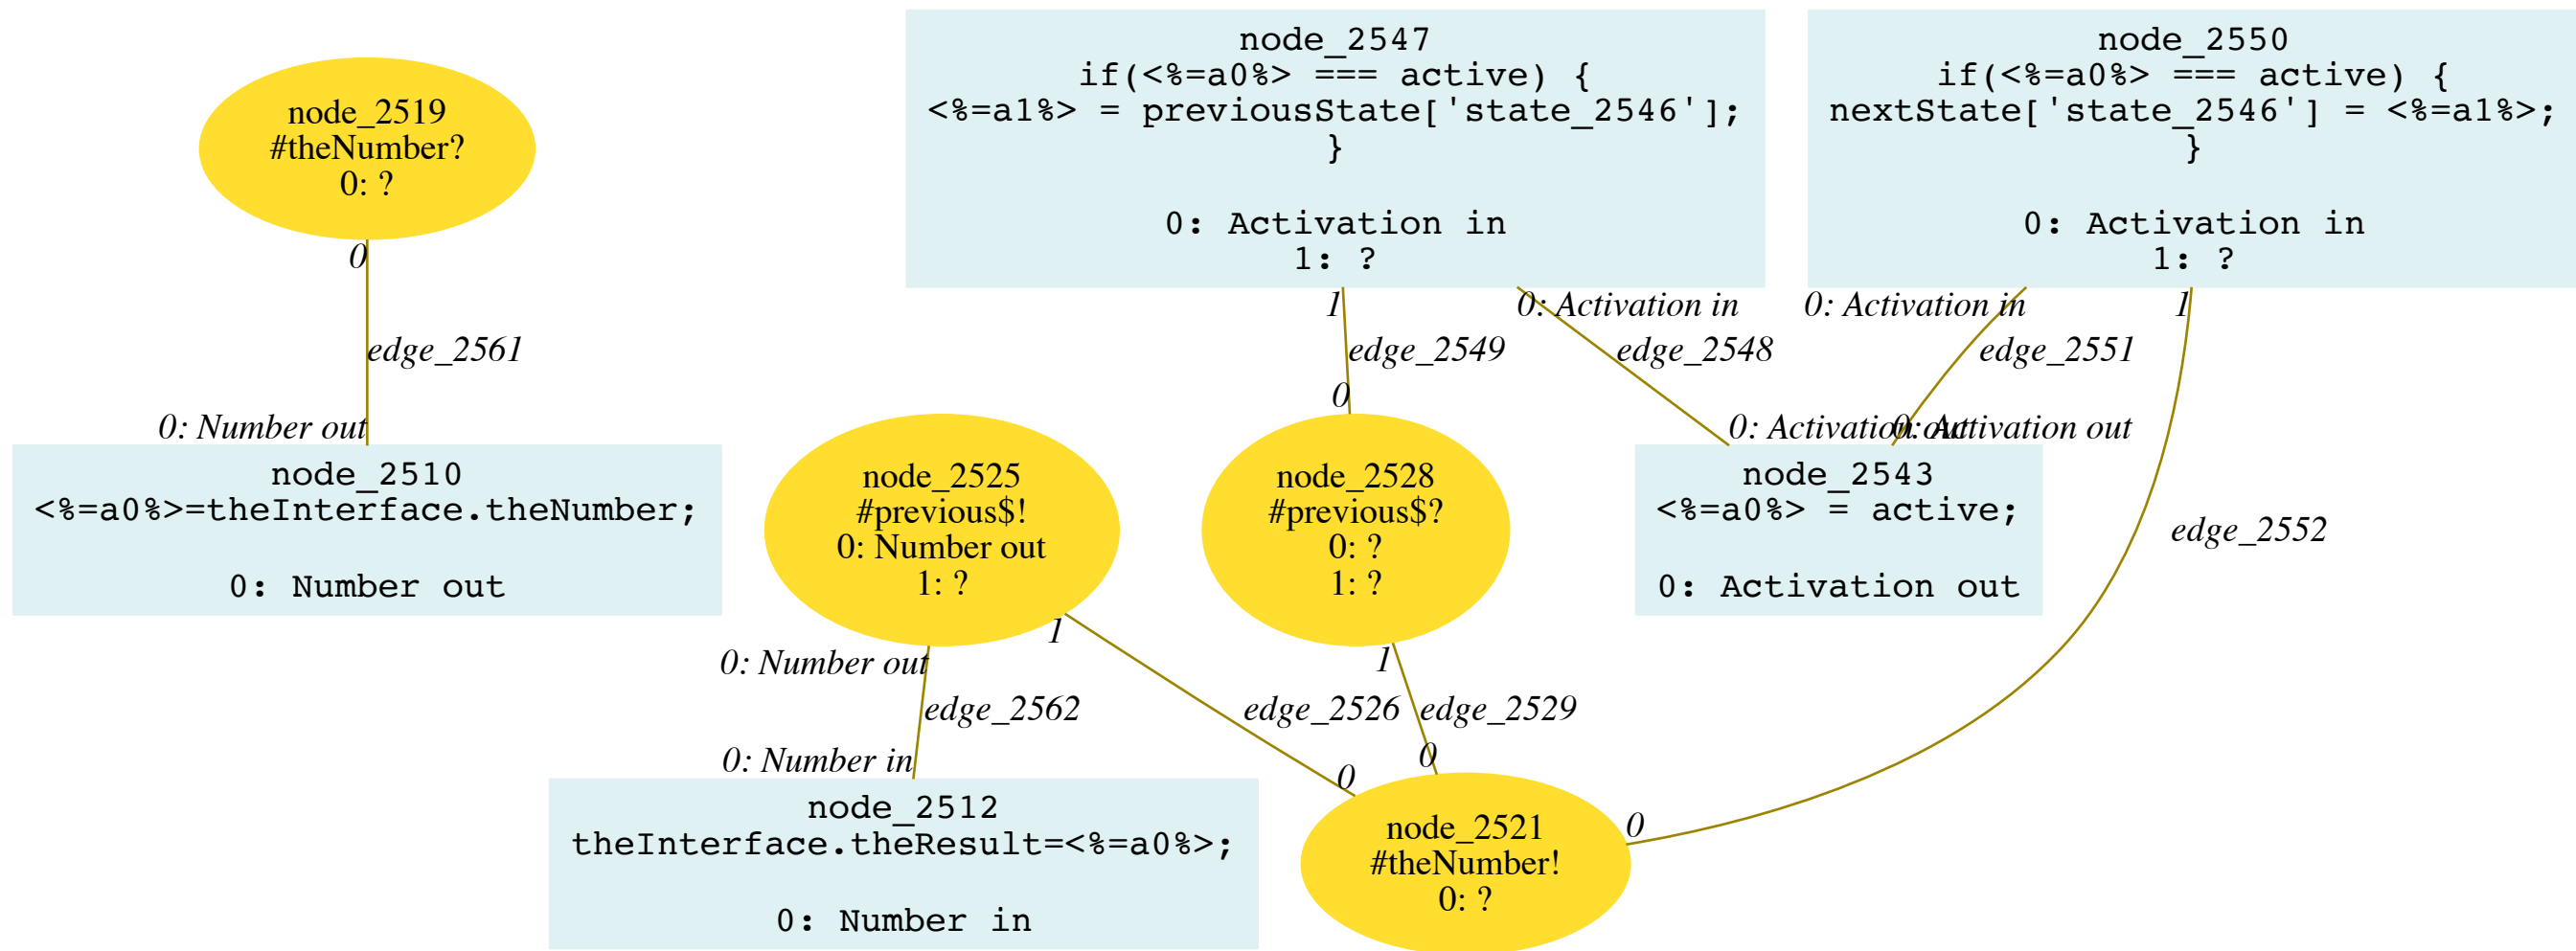 node_2519
#theNumber?
0: ?
node_2547
if(<%=a0%> === active) {
<%=a1%> = previousState['state_2546'];
}
0: Activation in
1: ?
node_2550
if(<%=a0%> === active) {
nextState['state_2546'] = <%=a1%>;
}
0: Activation in
1: ?
0
edge_2561
0: Number out
1
edge_2549
0
0: Activation in
edge_2548
0: Activation out
0: Activation in
edge_2551
0: Activation out
1
edge_2552
0
node_2510
<%=a0%>=theInterface.theNumber;
0: Number out
node_2525
#previous$!
0: Number out
1: ?
node_2528
#previous$?
0: ?
1: ?
node_2543
<%=a0%> = active;
0: Activation out
0: Number out
edge_2562
0: Number in
1
edge_2526
0
1
edge_2529
0
node_2512
theInterface.theResult=<%=a0%>;
0: Number in
node_2521
#theNumber!
0: ?